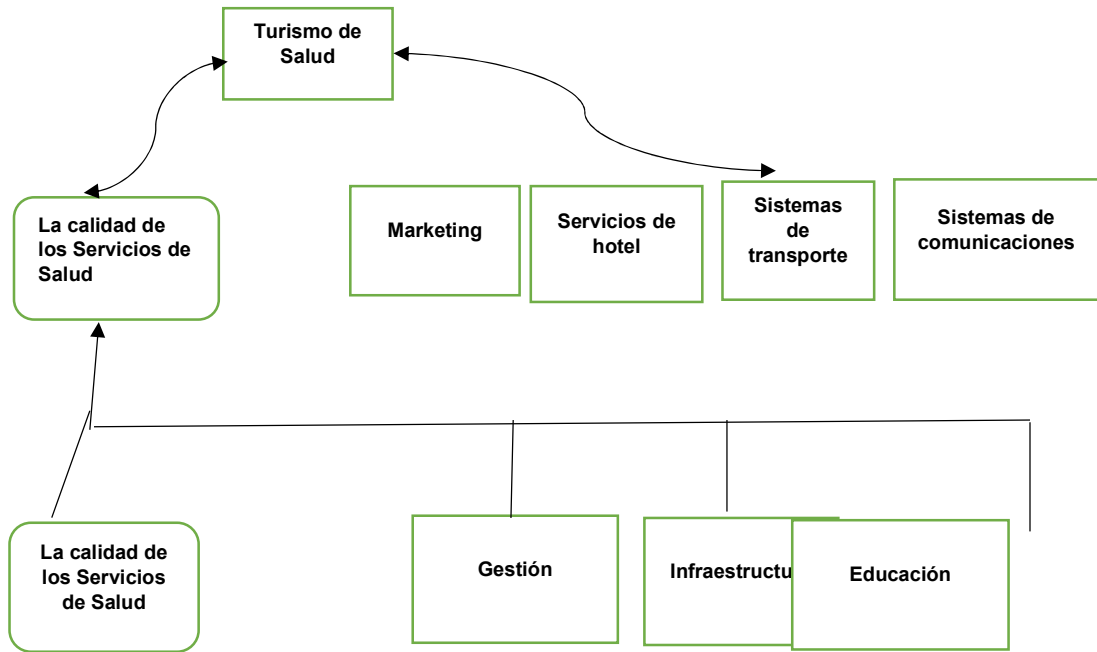 Turismo de
Salud
La calidad de
los Servicios de
Salud
Marketing
Servicios de
hotel
Sistemas
de
transporte
Sistemas de
comunicaciones
La calidad de
los Servicios
de Salud
Gestión
Infraestructu
Educación